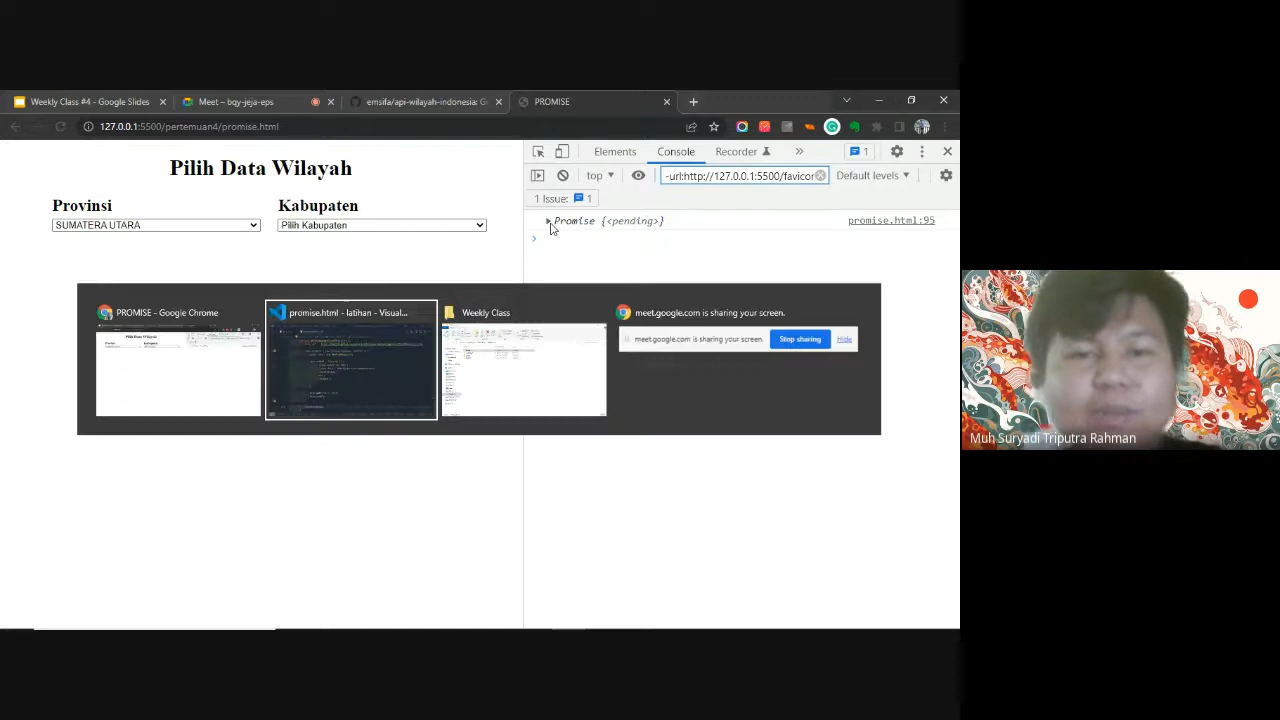 Weekly Class #4 - Google Slides
Meet – bqy-jeja-eps
emsifa/api-wilayah-indonesia: G
PROMISE
127.0.0.1:5500/pertemuan4/promise.html
Pilih Data Wilayah
Provinsi
Kabupaten
SUMATERA UTARA
Pilih Kabupaten
Elements
Console
Recorder
1
top
-url:http://127.0.0.1:5500/favicon
Default levels
1 Issue:
1
Promise {<pending>}
promise.html:95
PROMISE - Google Chrome
promise.html - latihan - Visual...
Weekly Class
meet.google.com is sharing your screen.
meet.google.com is sharing your screen.
Stop sharing
Hide
Muh Suryadi Triputra Rahman